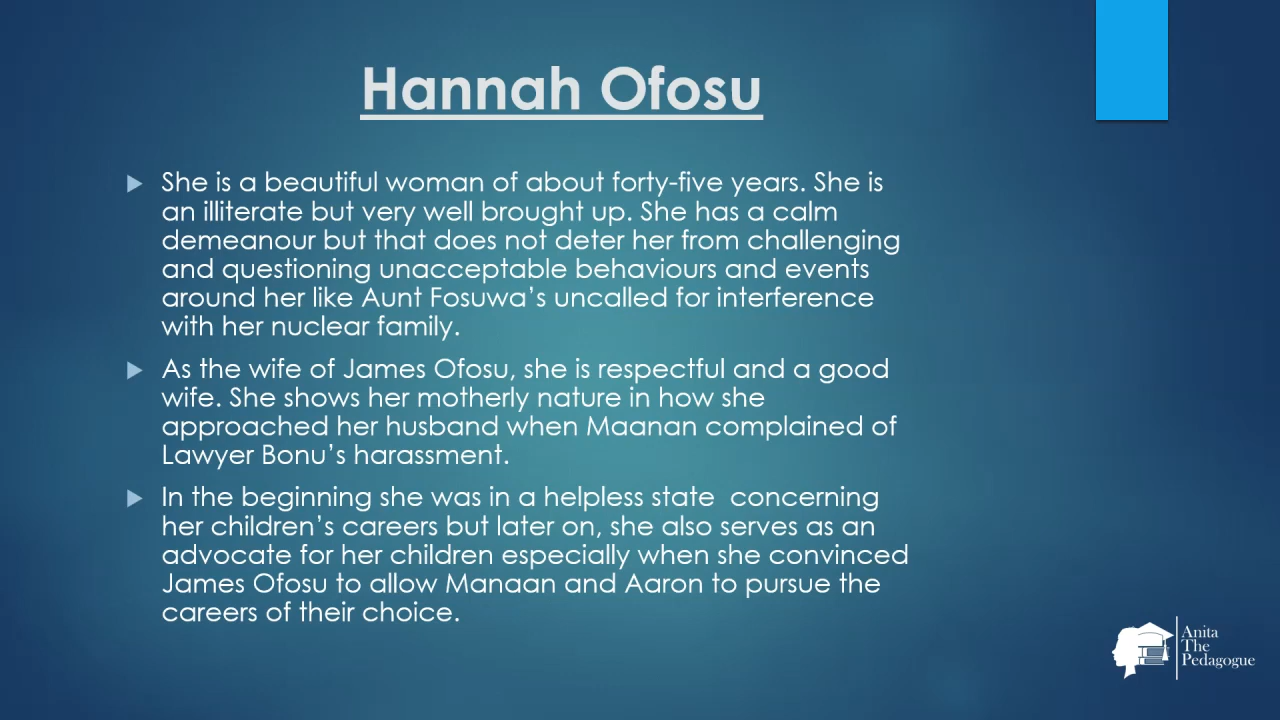 Hannah Ofosu
She is a beautiful woman of about forty-five years. She is
an illiterate but very well brought up. She has a calm
demeanour but that does not deter her from challenging
and questioning unacceptable behaviours and events
around her like Aunt Fosuwa’s uncalled for interference
with her nuclear family.
As the wife of James Ofosu, she is respectful and a good
wife. She shows her motherly nature in how she
approached her husband when Maanan complained of
Lawyer Bonu’s harassment.
In the beginning she was in a helpless state  concerning
her children’s careers but later on, she also serves as an
advocate for her children especially when she convinced
James Ofosu to allow Manaan and Aaron to pursue the
careers of their choice.
Anita
The
Pedagogue